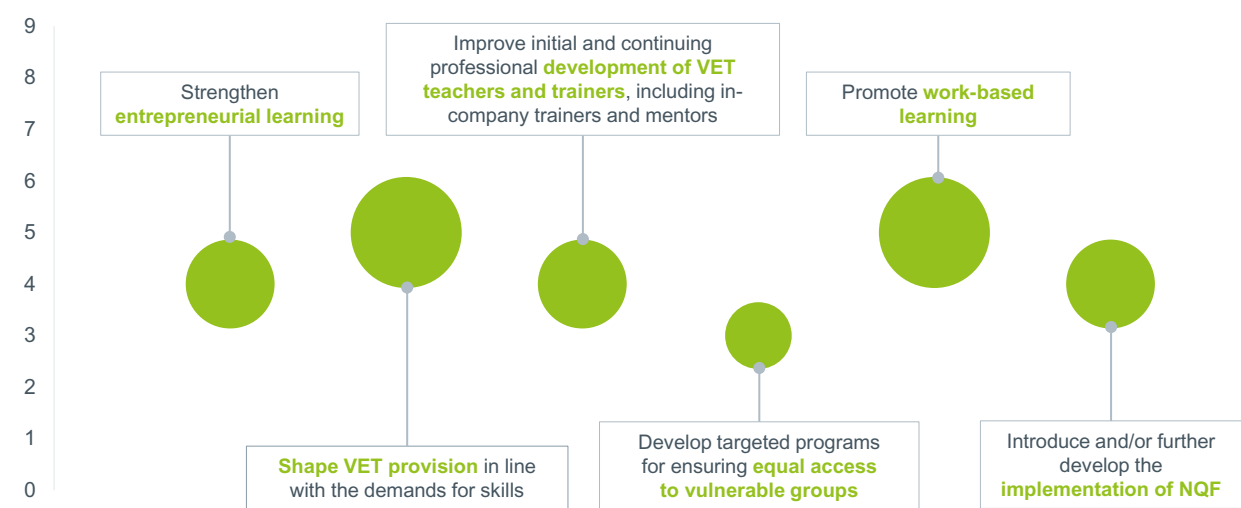 9
8
7
6
5
4
3
2
1
0
Strengthen
entrepreneurial learning
Improve initial and continuing
professional development of VET
teachers and trainers, including in-
company trainers and mentors
Promote work-based
learning
Shape VET provision in line
with the demands for skills
Develop targeted programs
for ensuring equal access
to vulnerable groups
Introduce and/or further
develop the
implementation of NQF